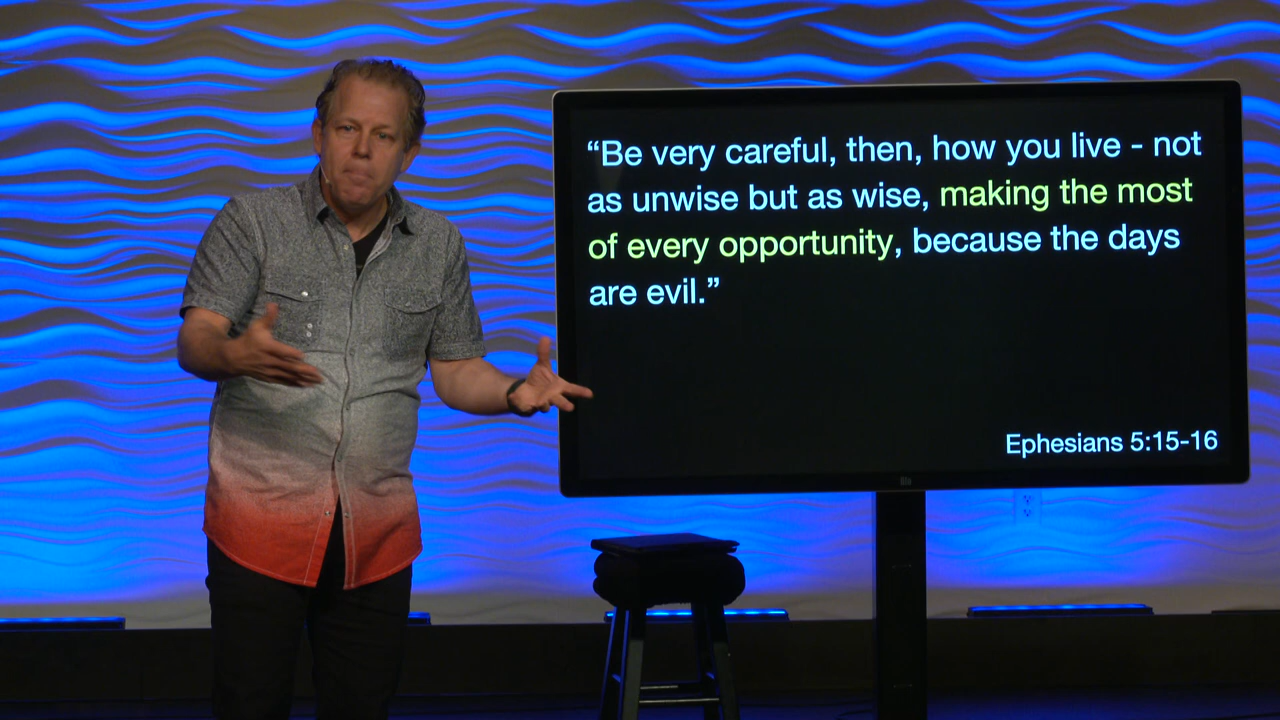 “Be very careful, then, how you live - not
as unwise but as wise, making the most
of every opportunity, because the days
are evil.”
Ephesians 5:15-16